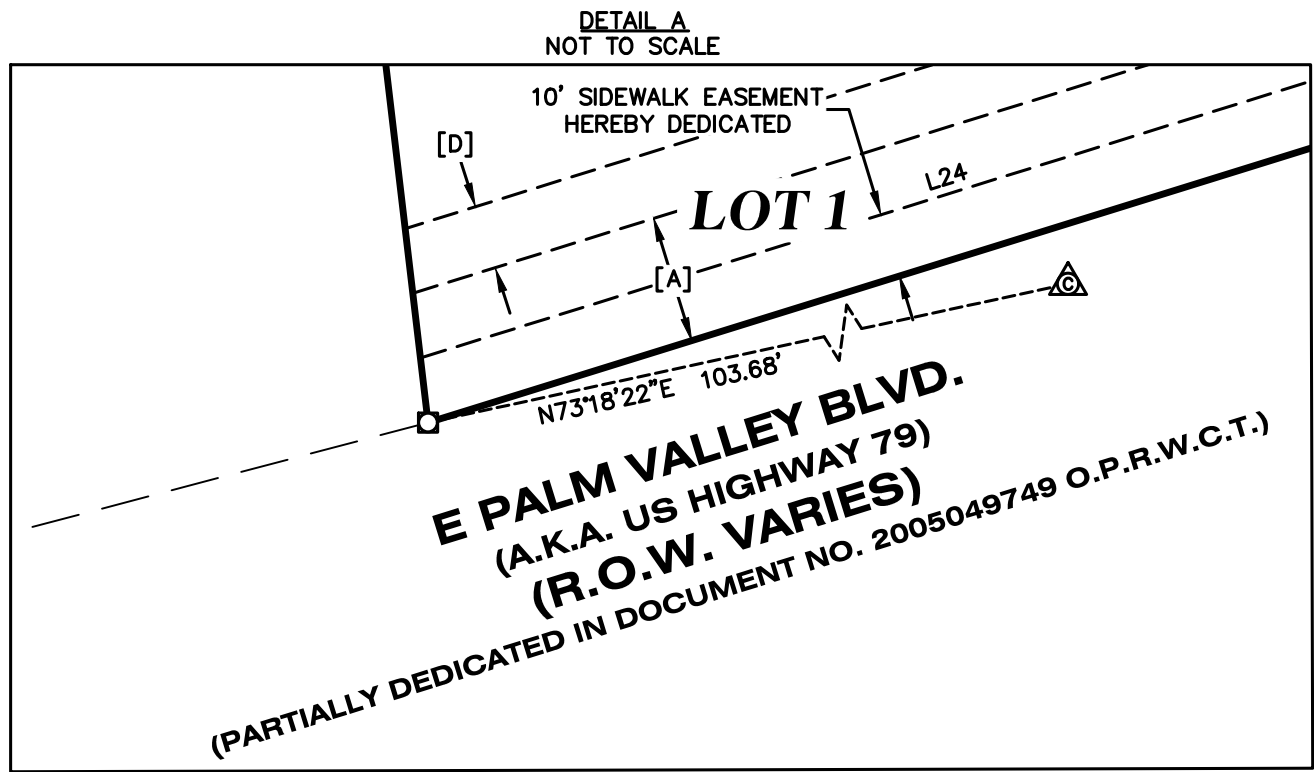 DETAIL A
NOT TO SCALE
10' SIDEWALK EASEMENT
HEREBY DEDICATED
[D]
L24
LOT 1
[A]
C
N73°18'22"E 103.68'
E PALM VALLEY BLVD.
(A.K.A. US HIGHWAY 79)
(R.O.W. VARIES)
(PARTIALLY DEDICATED IN DOCUMENT NO. 2005049749 O.P.R.W.C.T.)